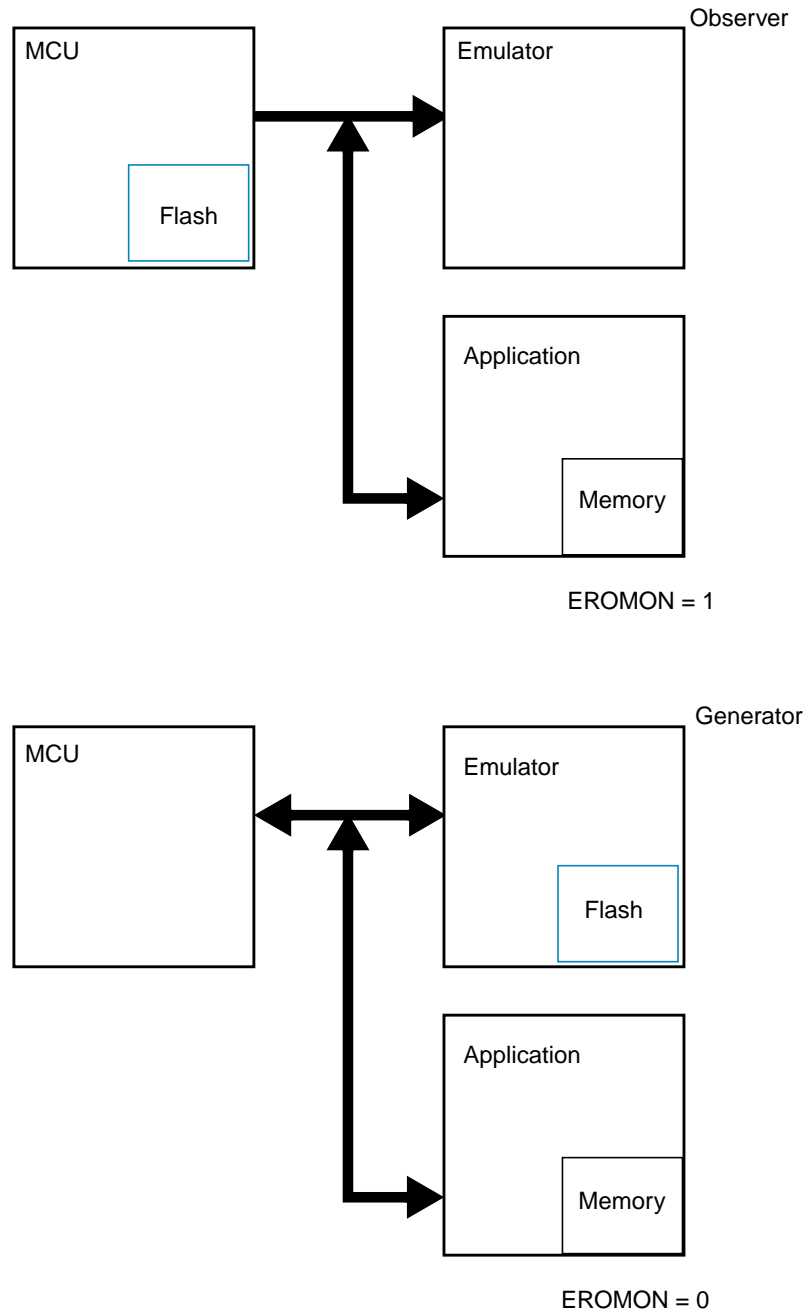 Observer
MCU
Emulator
Flash
Application
Memory
EROMON = 1
Generator
MCU
Emulator
Flash
Application
Memory
EROMON = 0